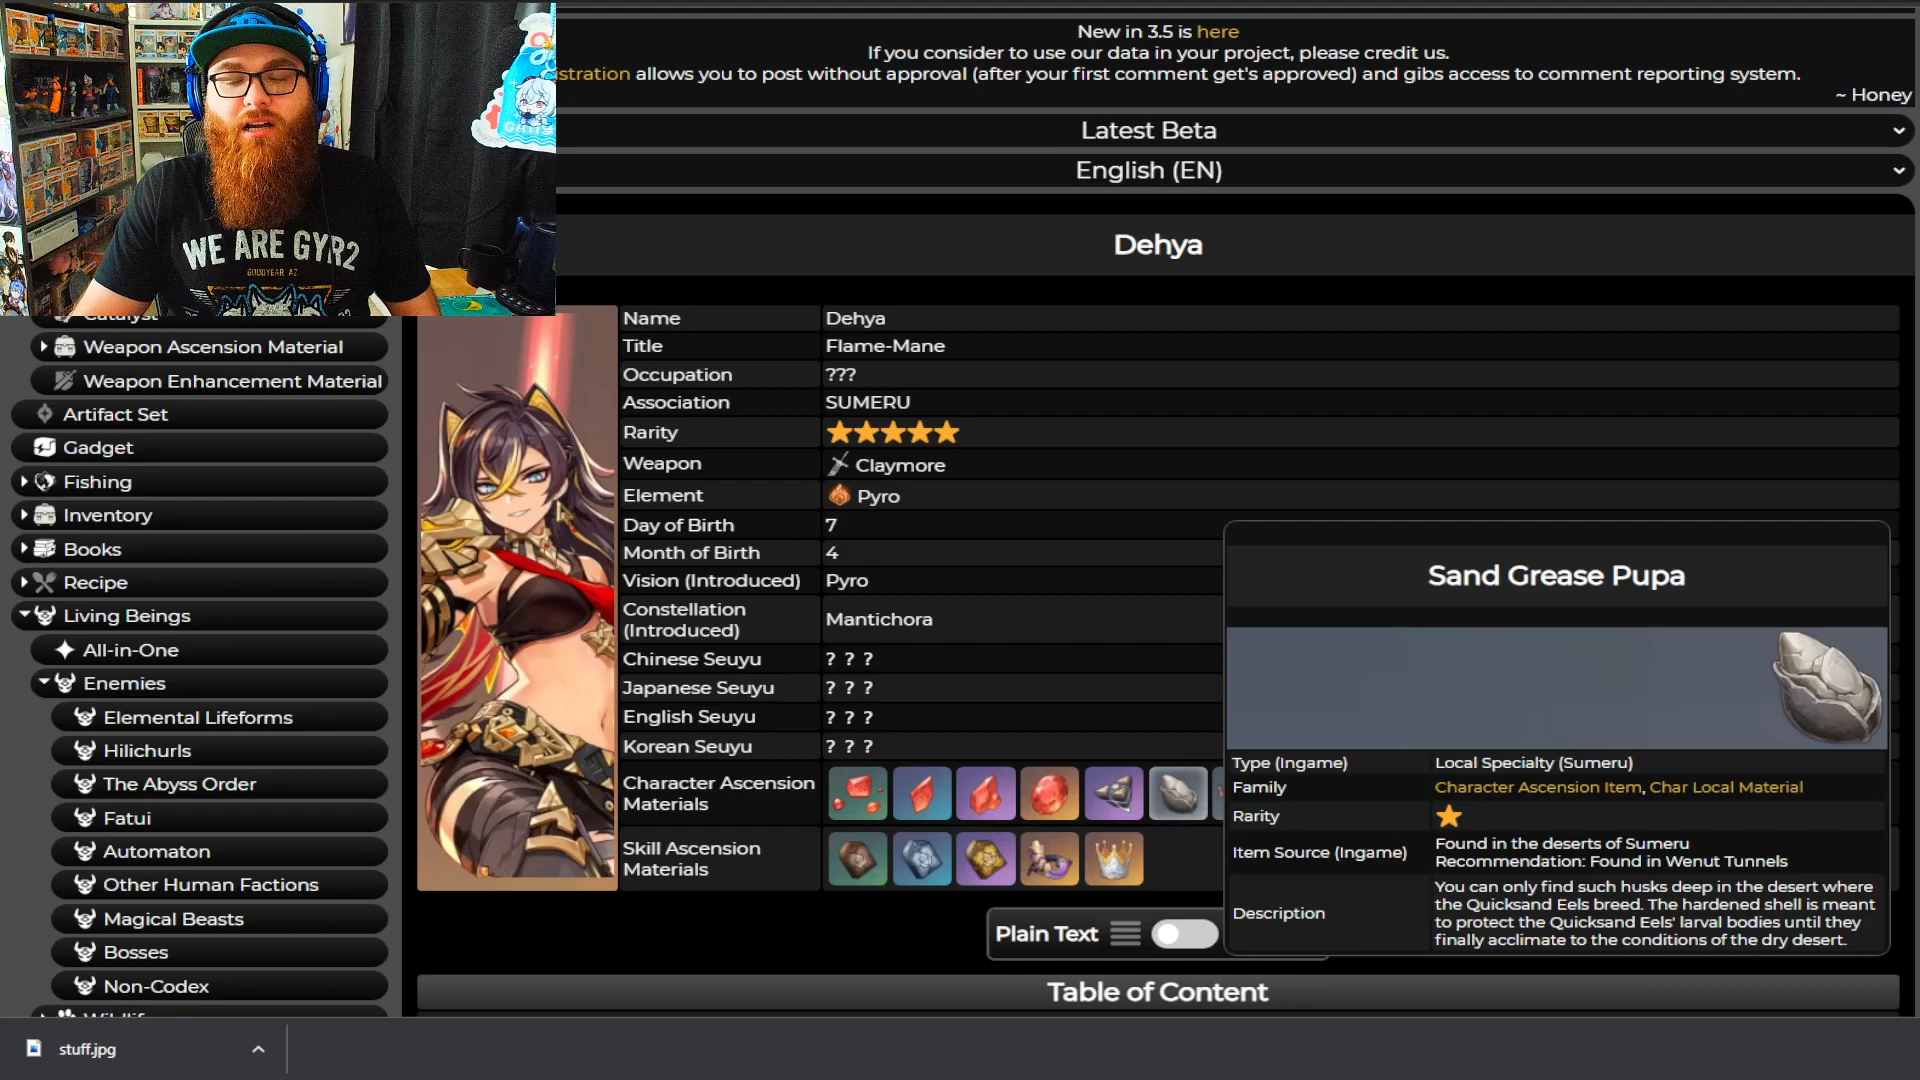 New in 3.5 is here
If you consider to use our data in your project, please credit us.
stration allows you to post without approval (after your first comment get's approved) and gibs access to comment reporting system.
~ Honey
Latest Beta
English (EN)
Dehya
WE ARE GYR2
GOODYEAR, AZ
Catalyst
Weapon Ascension Material
Weapon Enhancement Material
Artifact Set
Gadget
Fishing
Inventory
Books
Recipe
Living Beings
All-in-One
Enemies
Elemental Lifeforms
Hilichurls
The Abyss Order
Fatui
Automaton
Other Human Factions
Magical Beasts
Bosses
Non-Codex
Name Dehya
Title Flame-Mane
Occupation ???
Association SUMERU
Rarity
Weapon Claymore
Element Pyro
Day of Birth 7
Month of Birth 4
Vision (Introduced) Pyro
Constellation (Introduced) Mantichora
Chinese Seuyu ? ? ?
Japanese Seuyu ? ? ?
English Seuyu ? ? ?
Korean Seuyu ? ? ?
Character Ascension
Materials
Skill Ascension
Materials
Plain Text
Sand Grease Pupa
Type (Ingame) Local Specialty (Sumeru)
Family Character Ascension Item, Char Local Material
Rarity
Item Source (Ingame) Found in the deserts of Sumeru
Recommendation: Found in Wenut Tunnels
Description You can only find such husks deep in the desert where
the Quicksand Eels breed. The hardened shell is meant
to protect the Quicksand Eels' larval bodies until they
finally acclimate to the conditions of the dry desert.
Table of Content
stuff.jpg